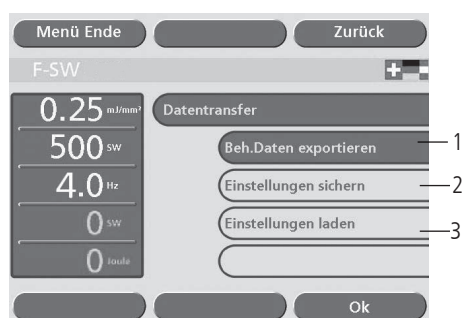 Menü Ende
Zurück
F-SW
0.25 mJ/mm²
Datentransfer
500 SW
Beh.Daten exportieren
1
4.0 Hz
Einstellungen sichern
2
0 SW
Einstellungen laden
3
0 Joule
Ok